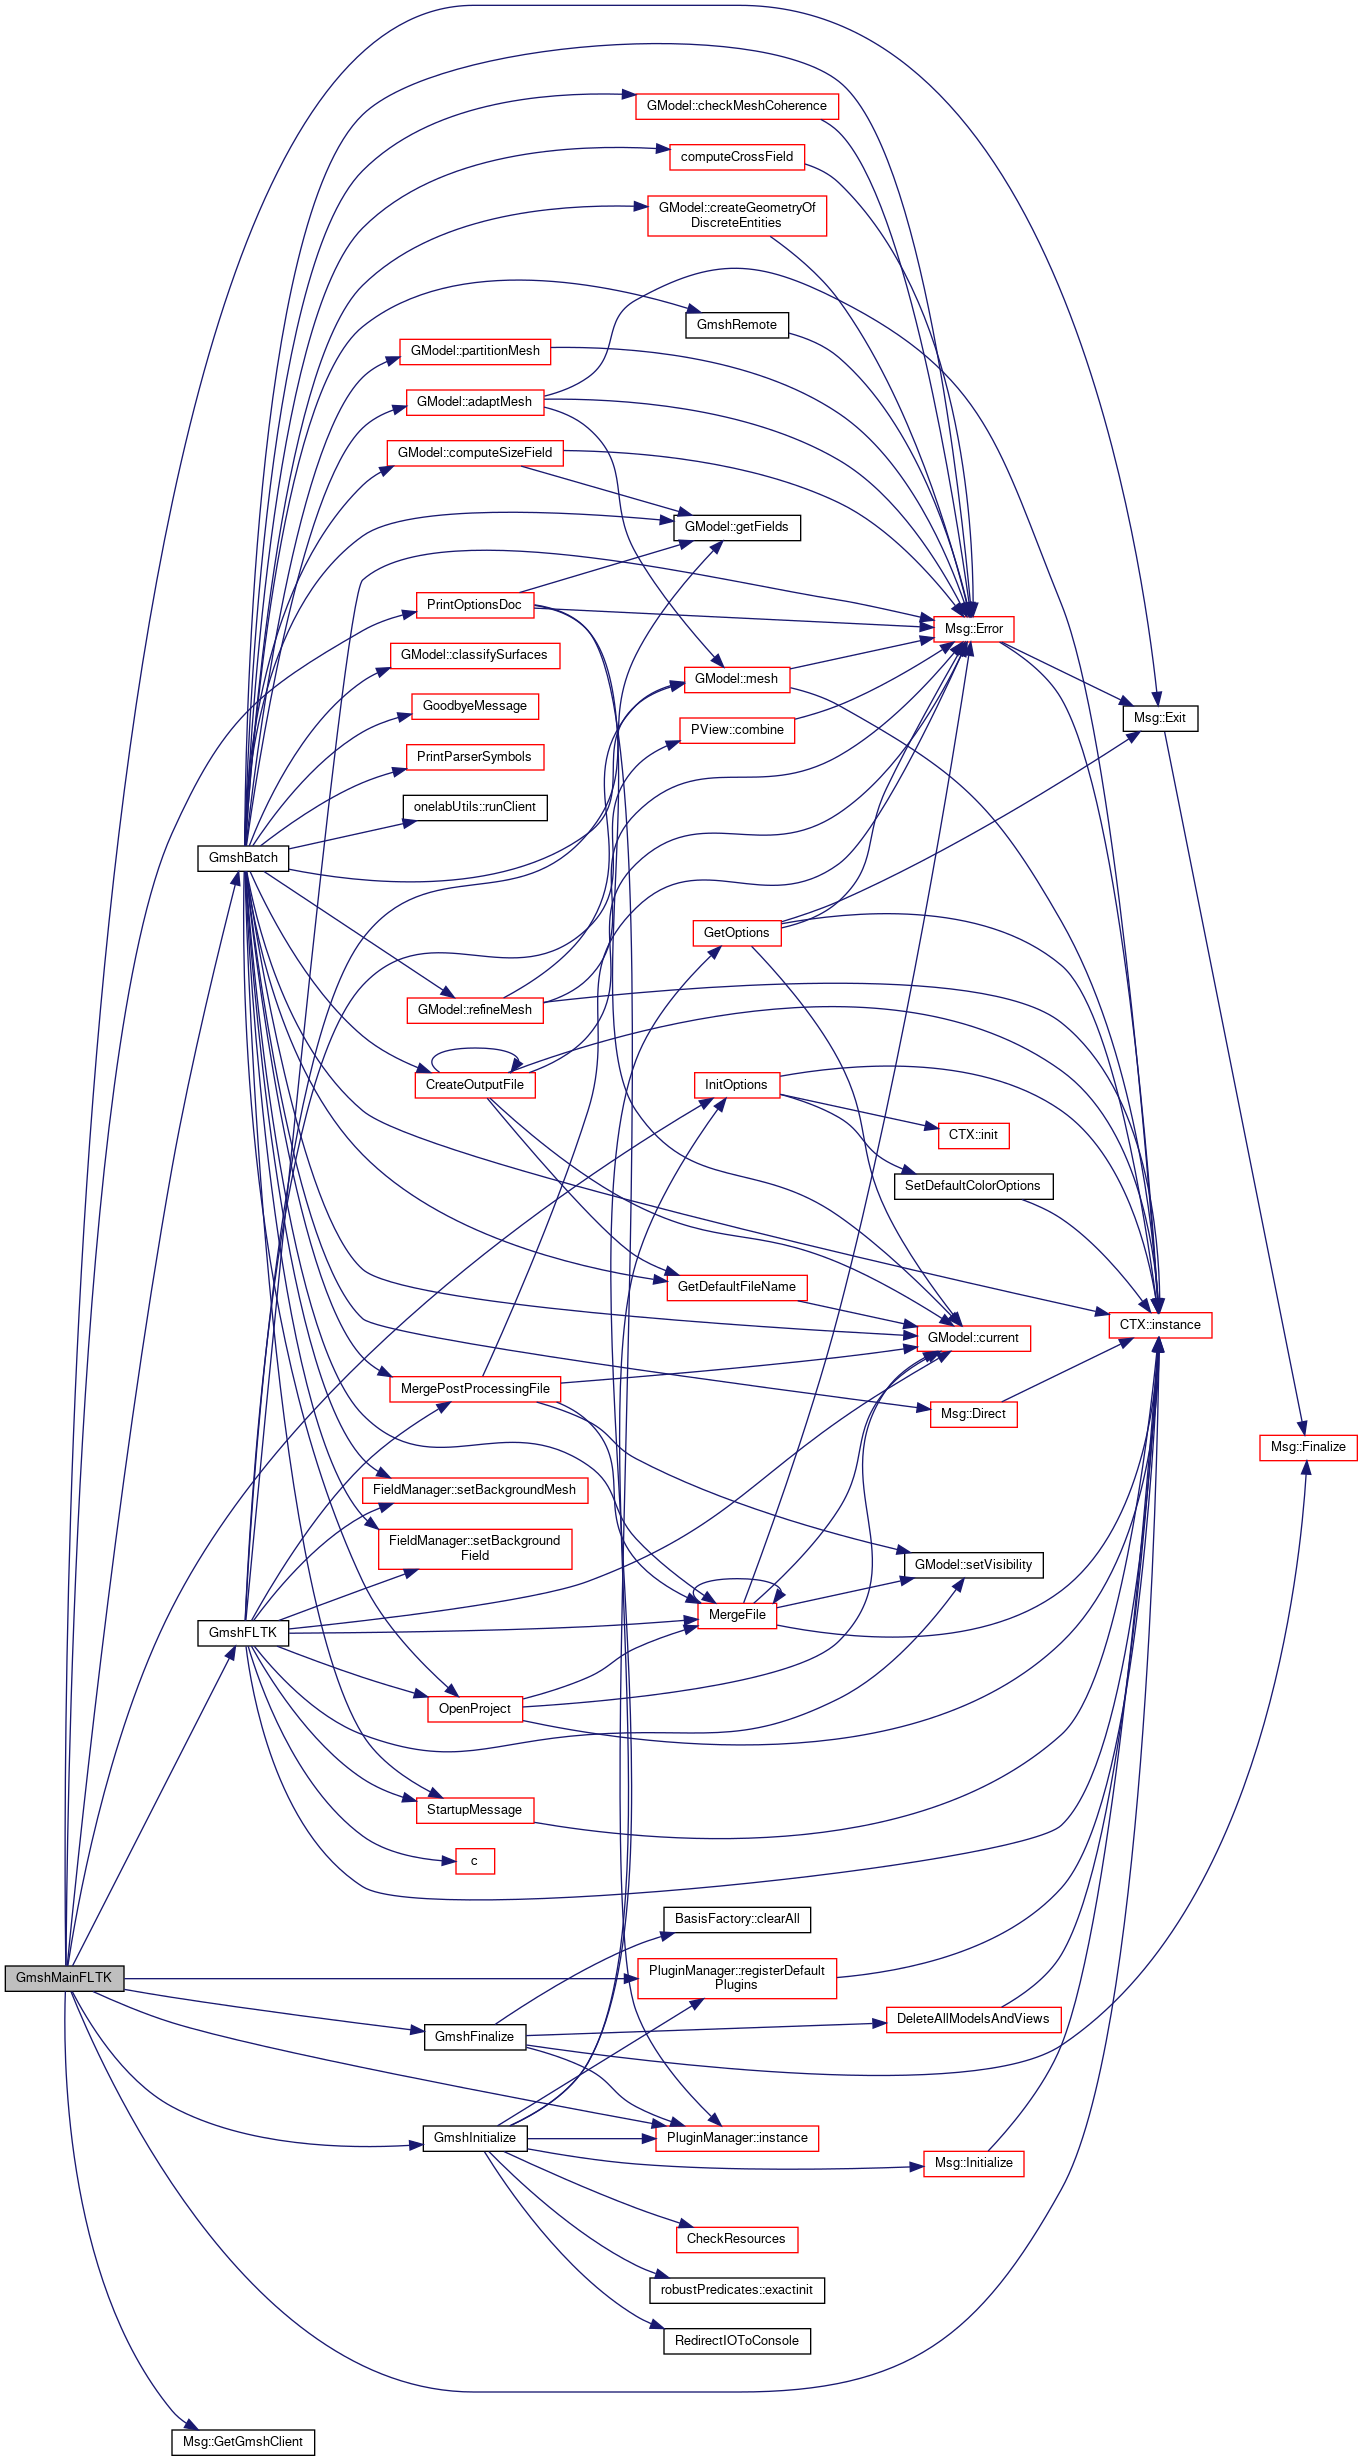 GModel::checkMeshCoherence
computeCrossField
GModel::createGeometryOf
DiscreteEntities
GmshRemote
GModel::partitionMesh
GModel::adaptMesh
GModel::computeSizeField
GModel::getFields
PrintOptionsDoc
Msg::Error
GModel::classifySurfaces
GModel::mesh
GoodbyeMessage
Msg::Exit
PView::combine
PrintParserSymbols
onelabUtils::runClient
GmshBatch
GetOptions
GModel::refineMesh
CreateOutputFile
InitOptions
CTX::init
SetDefaultColorOptions
GetDefaultFileName
CTX::instance
GModel::current
MergePostProcessingFile
Msg::Direct
Msg::Finalize
FieldManager::setBackgroundMesh
FieldManager::setBackground
Field
GModel::setVisibility
MergeFile
GmshFLTK
OpenProject
StartupMessage
c
BasisFactory::clearAll
GmshMainFLTK
PluginManager::registerDefault
Plugins
DeleteAllModelsAndViews
GmshFinalize
GmshInitialize
PluginManager::instance
Msg::Initialize
CheckResources
robustPredicates::exactinit
RedirectIOToConsole
Msg::GetGmshClient